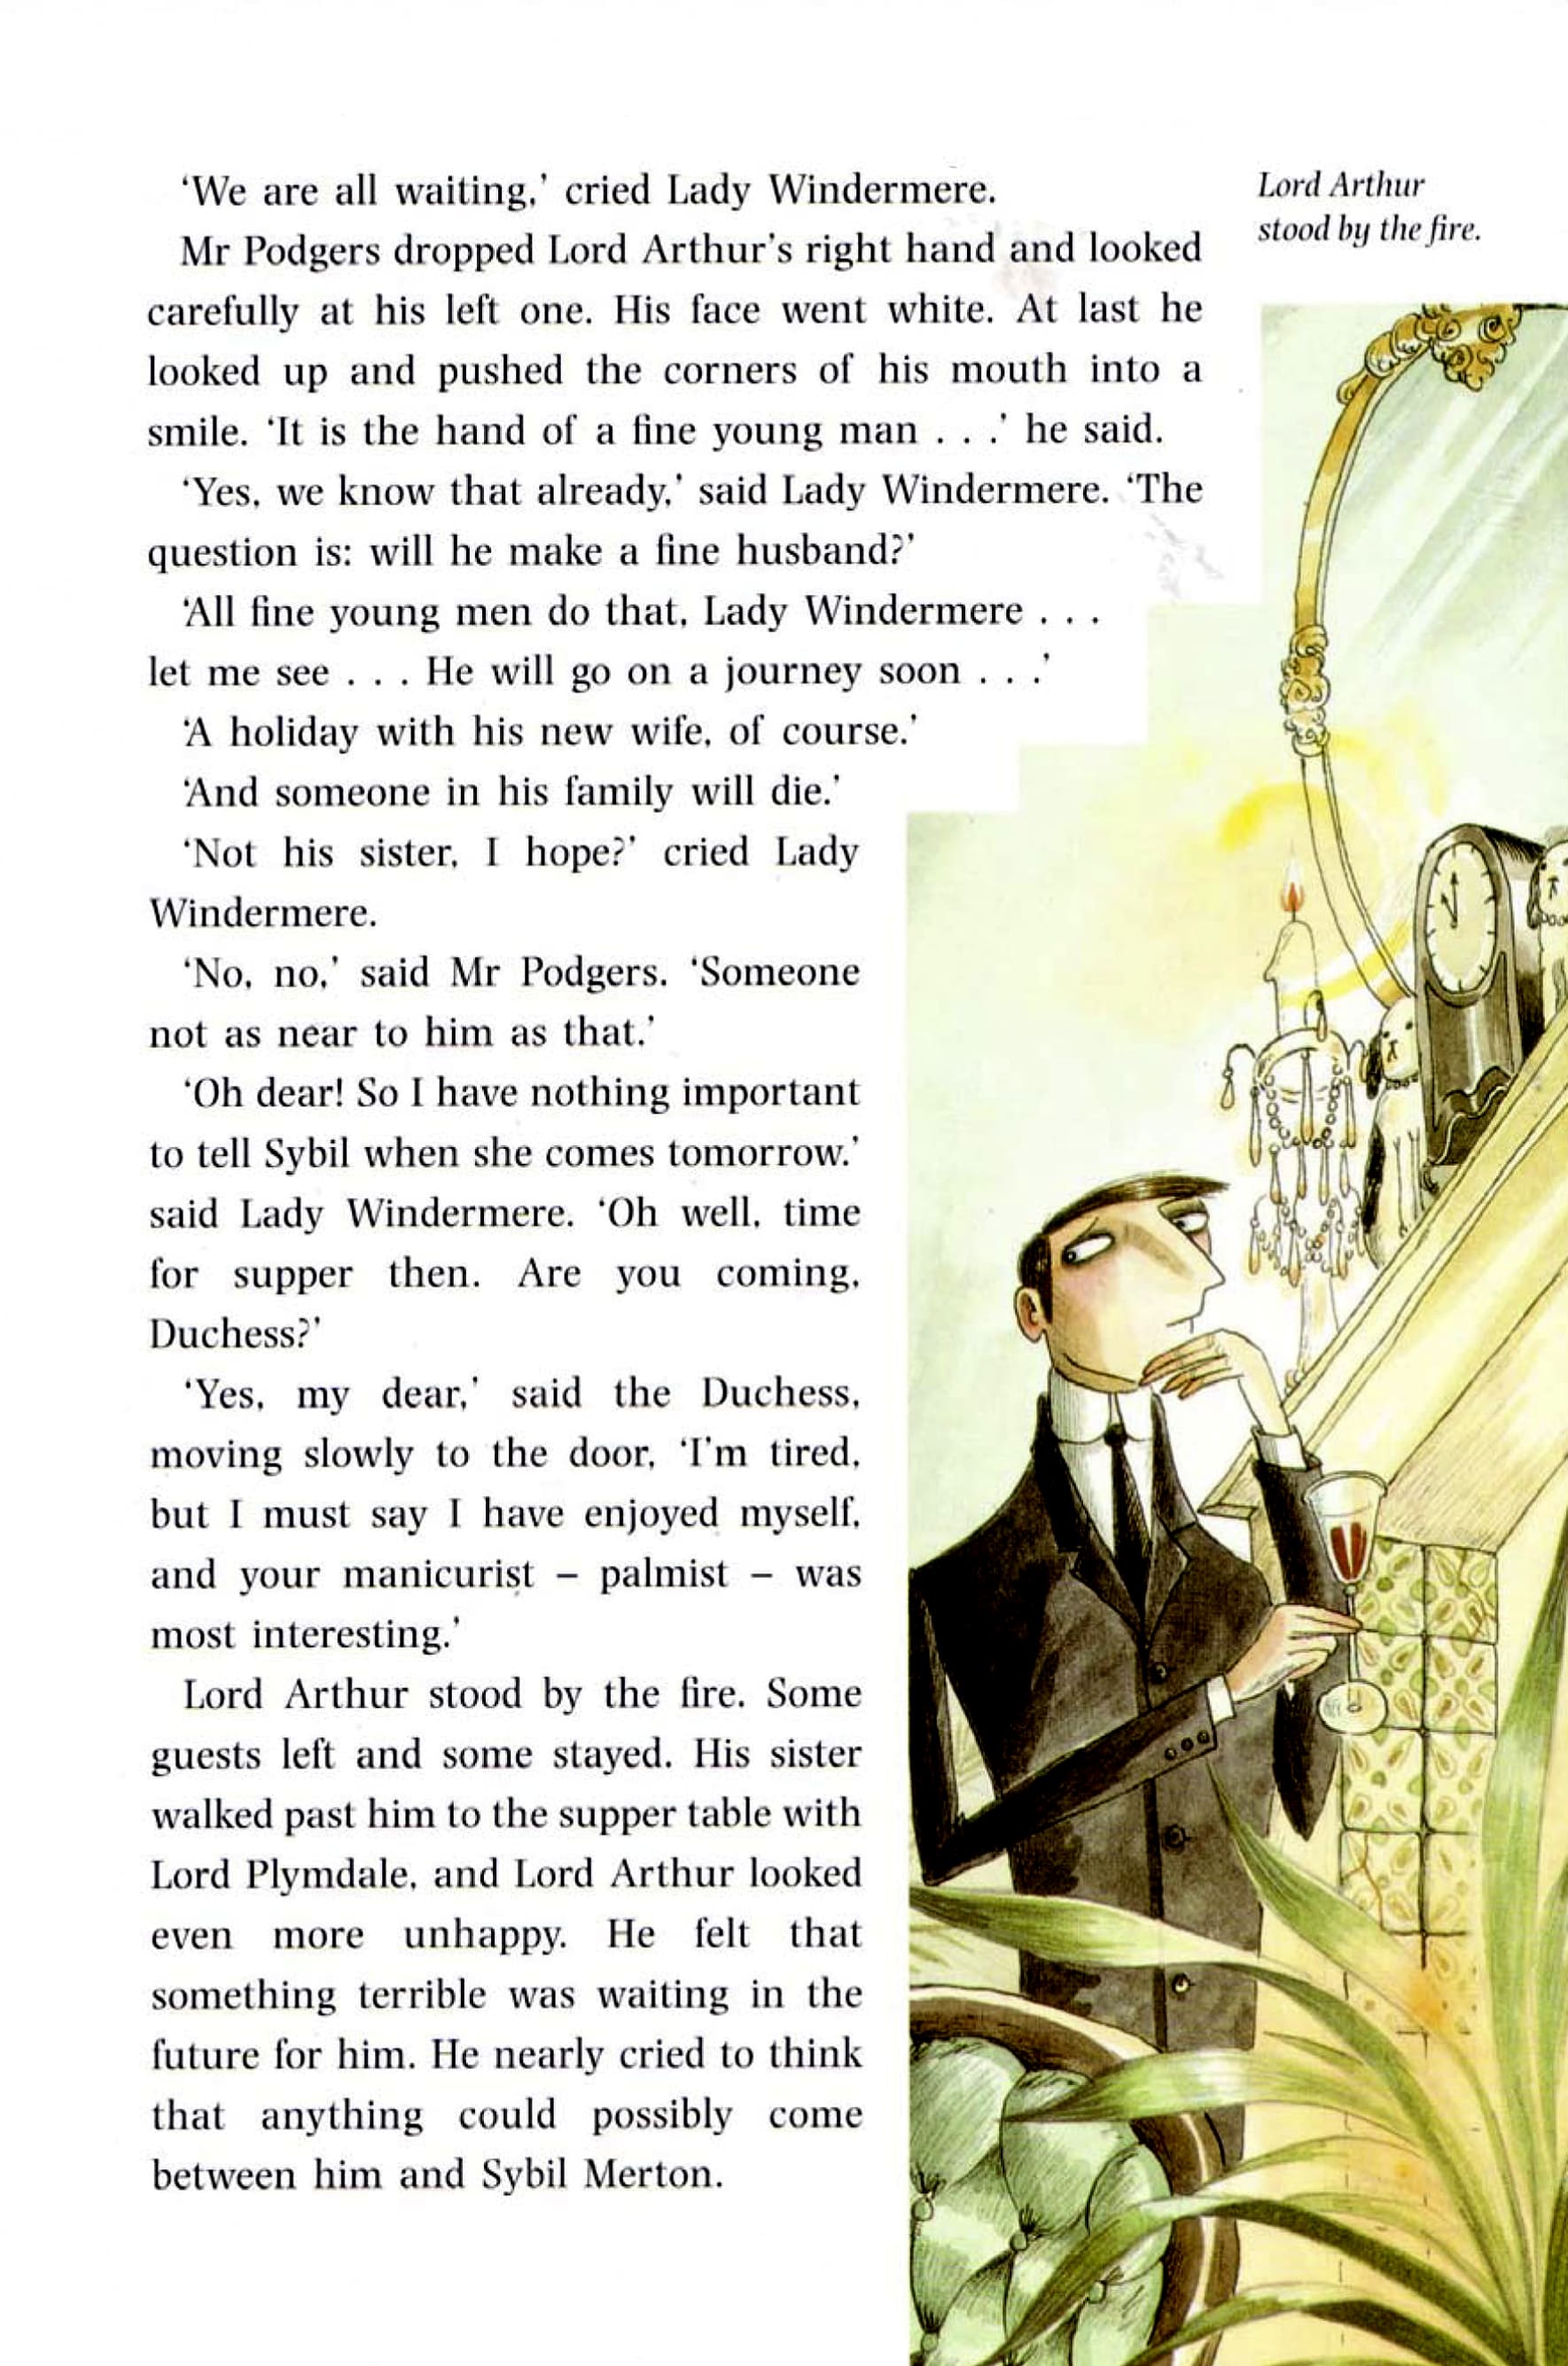 ‘We are all waiting,’ cried Lady Windermere.
Mr Podgers dropped Lord Arthur’s right hand and looked
carefully at his left one. His face went white. At last he
looked up and pushed the corners of his mouth into a
smile. ‘It is the hand of a fine young man . . .’ he said.
‘Yes, we know that already,’ said Lady Windermere. ‘The
question is: will he make a fine husband?’
‘All fine young men do that, Lady Windermere . . .
let me see . . . He will go on a journey soon . . .’
‘A holiday with his new wife, of course.’
‘And someone in his family will die.’
‘Not his sister, I hope?’ cried Lady
Windermere.
‘No, no,’ said Mr Podgers. ‘Someone
not as near to him as that.’
‘Oh dear! So I have nothing important
to tell Sybil when she comes tomorrow.’
said Lady Windermere. ‘Oh well, time
for supper then. Are you coming,
Duchess?’
‘Yes, my dear,’ said the Duchess,
moving slowly to the door, ‘I’m tired,
but I must say I have enjoyed myself,
and your manicurist – palmist – was
most interesting.’
Lord Arthur stood by the fire. Some
guests left and some stayed. His sister
walked past him to the supper table with
Lord Plymdale, and Lord Arthur looked
even more unhappy. He felt that
something terrible was waiting in the
future for him. He nearly cried to think
that anything could possibly come
between him and Sybil Merton.
Lord Arthur
stood by the fire.